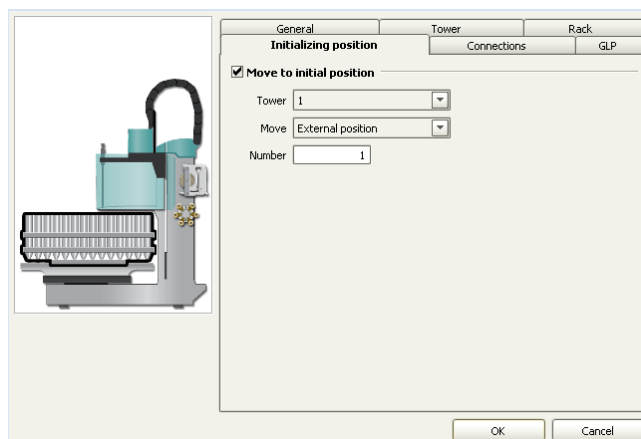 General Tower Rack
Initializing position Connections GLP
Move to initial position
Tower 1
Move External position
Number 1
OK Cancel